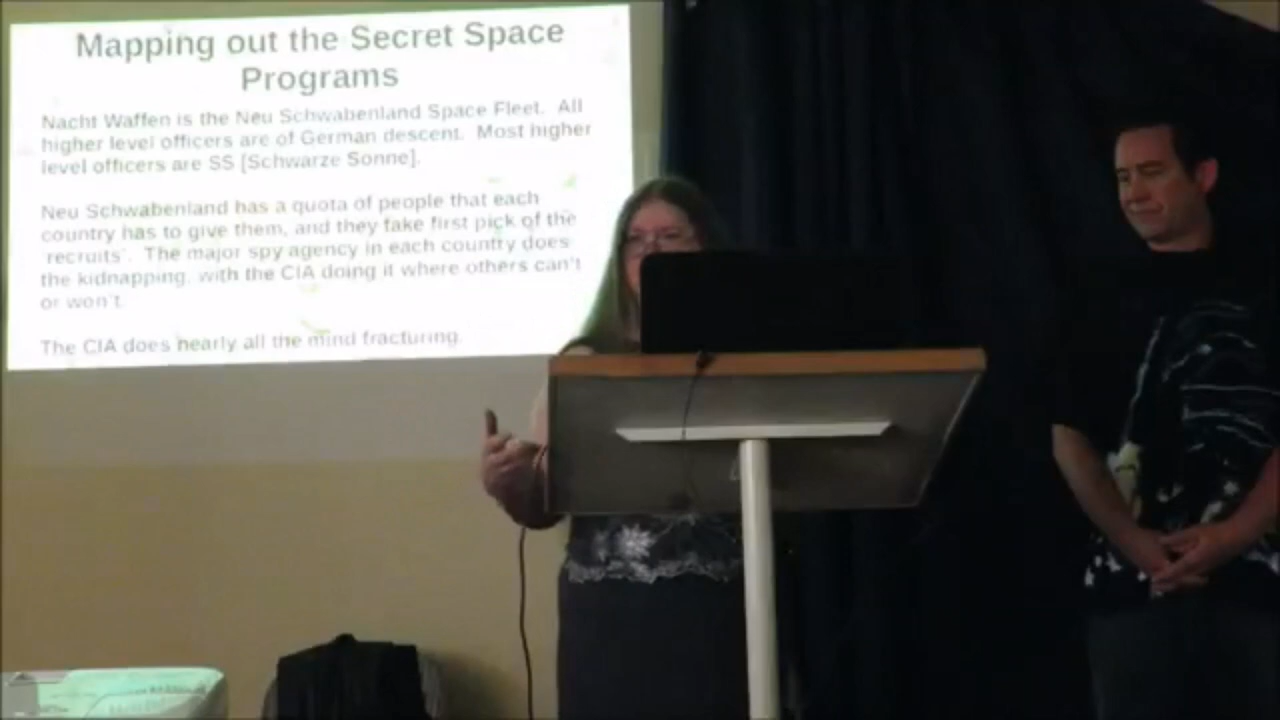 Mapping out the Secret Space
Programs
Nacht Waffen is the Neu Schwabenland Space Fleet. All
higher level officers are of German descent. Most higher
level officers are SS [Schwarze Sonne].
Neu Schwabenland has a quota of people that each
country has to give them, and they take first pick of the
'recruits'. The major spy agency in each country does
the kidnapping, with the CIA doing it where others can't
or won't.
The CIA does nearly all the mind fracturing.